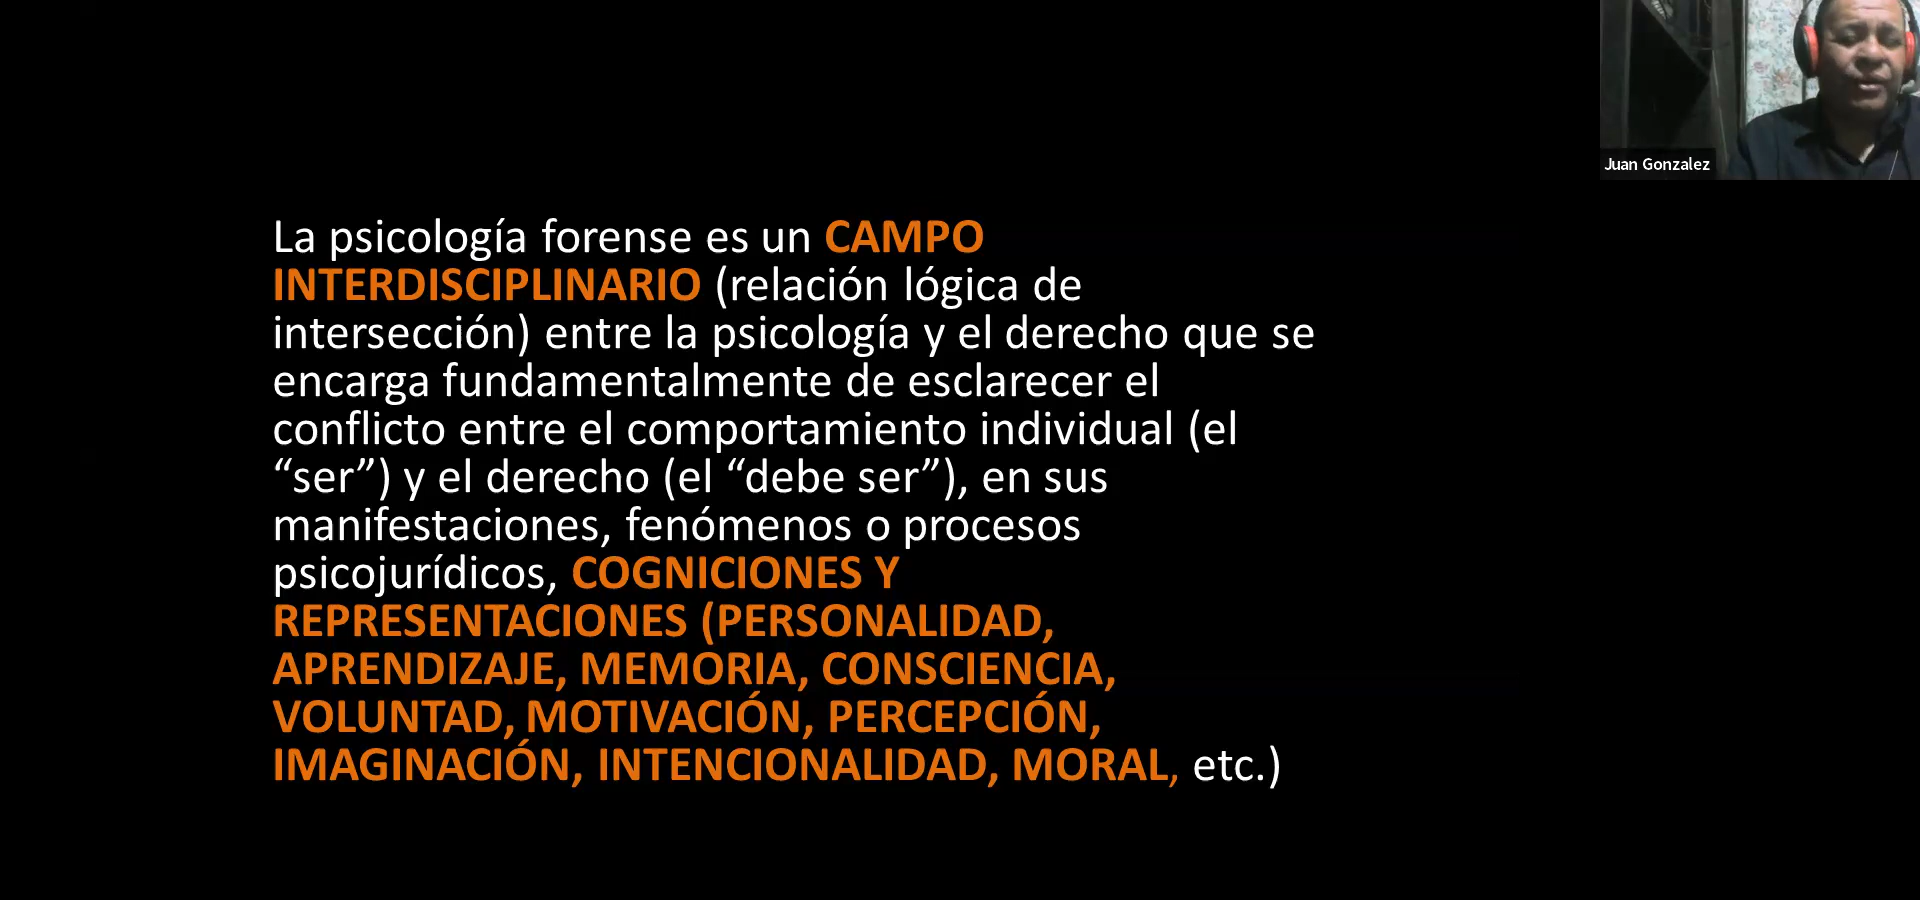 Juan Gonzalez
La psicología forense es un CAMPO
INTERDISCIPLINARIO (relación lógica de
intersección) entre la psicología y el derecho que se
encarga fundamentalmente de esclarecer el
conflicto entre el comportamiento individual (el
“ser”) y el derecho (el “debe ser”), en sus
manifestaciones, fenómenos o procesos
psicojurídicos, COGNICIONES Y
REPRESENTACIONES (PERSONALIDAD,
APRENDIZAJE, MEMORIA, CONSCIENCIA,
VOLUNTAD, MOTIVACIÓN, PERCEPCIÓN,
IMAGINACIÓN, INTENCIONALIDAD, MORAL, etc.)